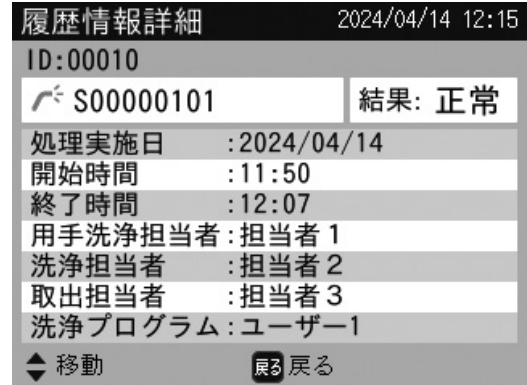 履歴情報詳細 2024/04/14 12:15
ID:00010
S00000101 結果: 正常
処理実施日 :2024/04/14
開始時間 :11:50
終了時間 :12:07
用手洗浄担当者:担当者1
洗浄担当者 :担当者2
取出担当者 :担当者3
洗浄プログラム:ユーザー1
移動 戻る 戻る